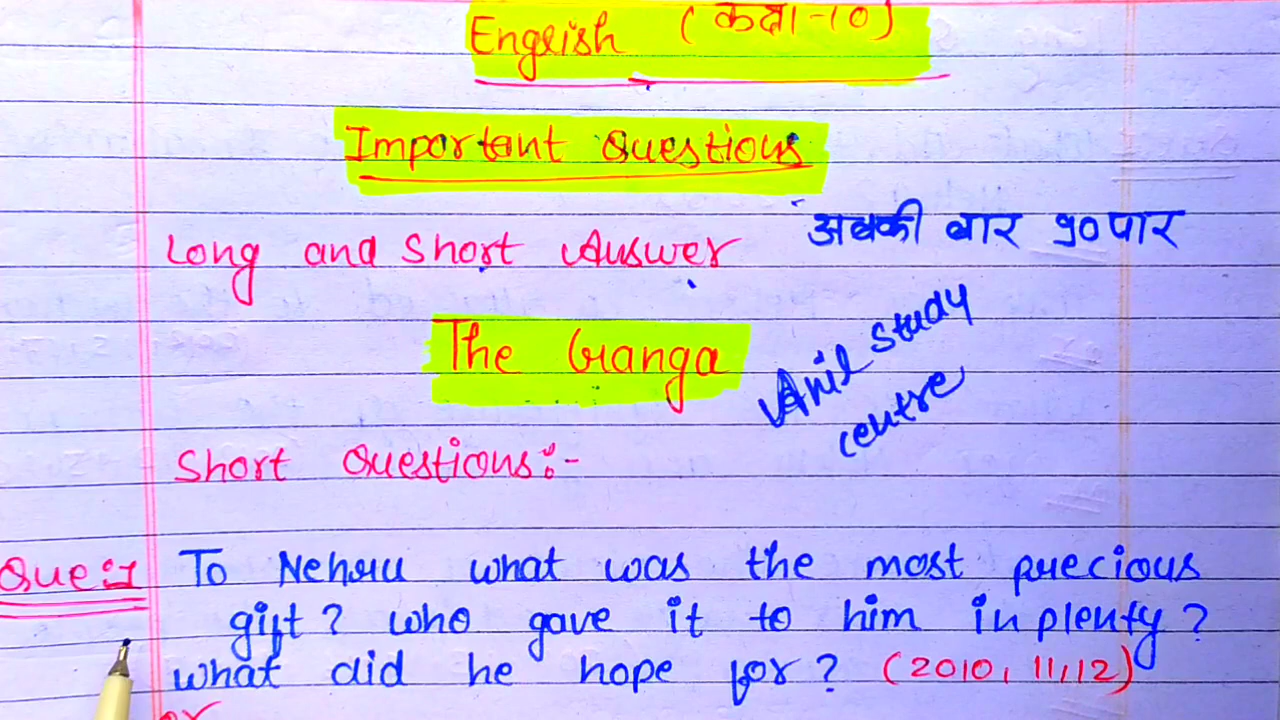 English (कक्षा-10)
Important Questions
Long and Short Answer
अबकी बार 90 पार
The Ganga
Anil study
centre
Short Questions:-
Que:1 To Nehru what was the most precious
gift? who gave it to him in plenty?
what did he hope for? (2010, 11,12)
or